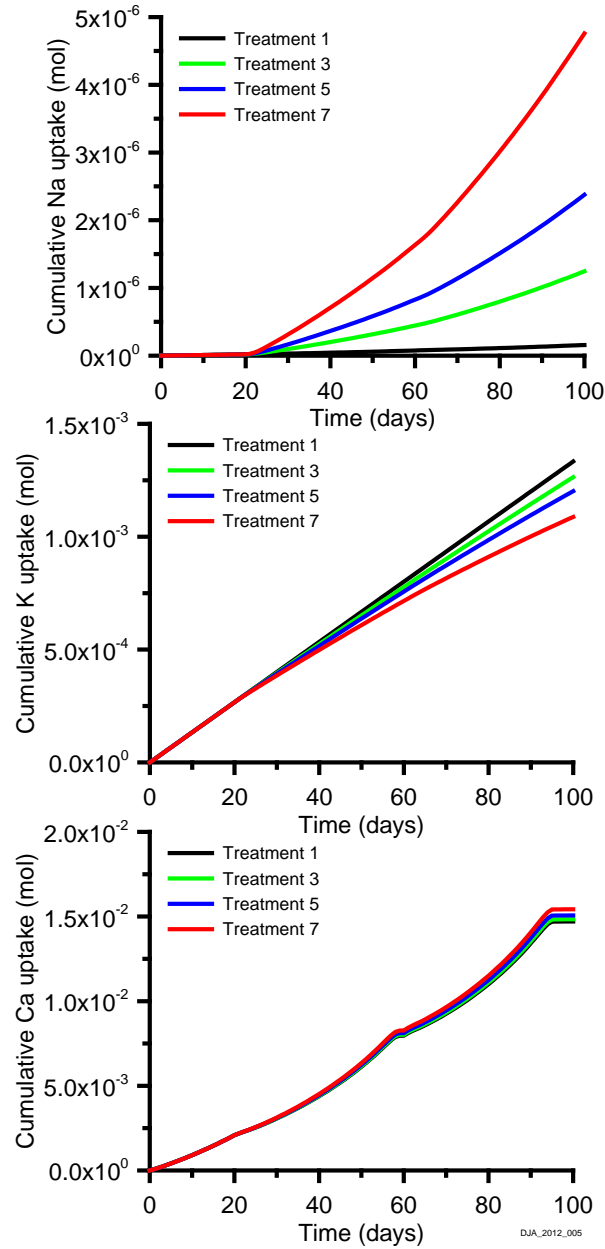 Cumulative Na uptake (mol)
5x10-6
4x10-6
3x10-6
2x10-6
1x10-6
0x100
Treatment 1
Treatment 3
Treatment 5
Treatment 7
0 20 40 60 80 100
Time (days)
Cumulative K uptake (mol)
1.5x10-3
1.0x10-3
5.0x10-4
0.0x100
Treatment 1
Treatment 3
Treatment 5
Treatment 7
0 20 40 60 80 100
Time (days)
Cumulative Ca uptake (mol)
2.0x10-2
1.5x10-2
1.0x10-2
5.0x10-3
0.0x100
Treatment 1
Treatment 3
Treatment 5
Treatment 7
0 20 40 60 80 100
Time (days)
DJA_2012_005